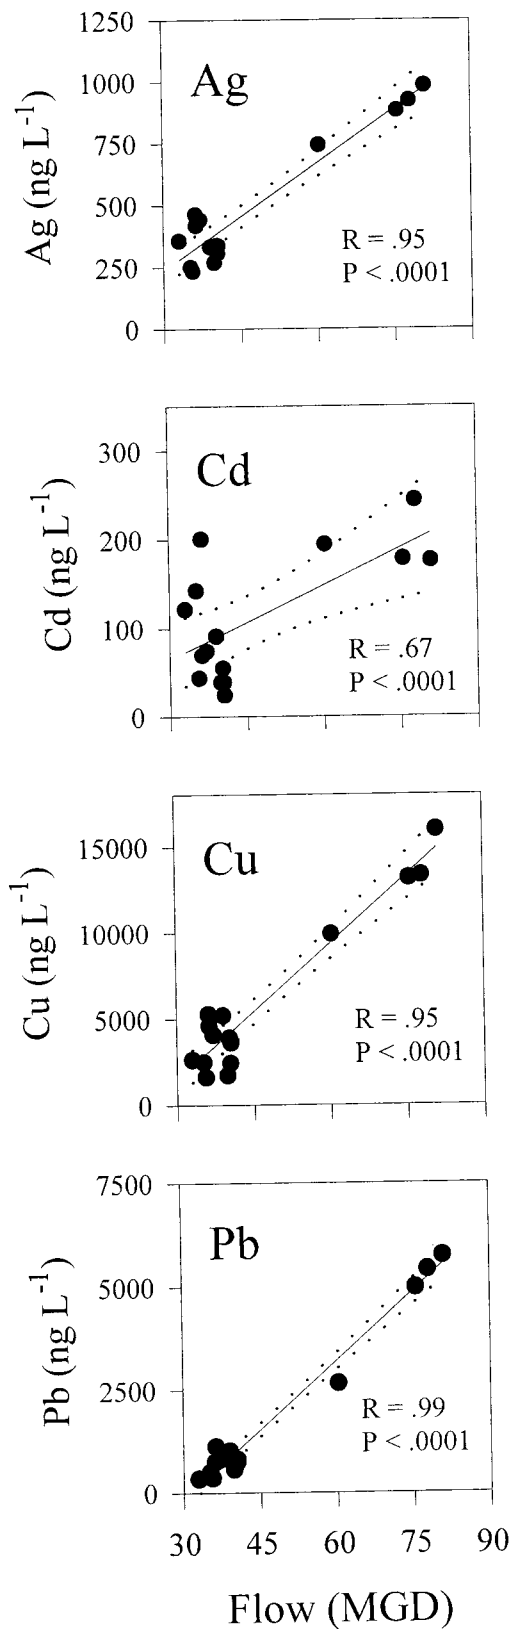 1250
1000
750
500
250
0
Ag (ng L-1)
Ag
R = .95
P < .0001
300
200
100
0
Cd (ng L-1)
Cd
R = .67
P < .0001
15000
10000
5000
0
Cu (ng L-1)
Cu
R = .95
P < .0001
7500
5000
2500
0
Pb (ng L-1)
Pb
R = .99
P < .0001
30 45 60 75 90
Flow (MGD)